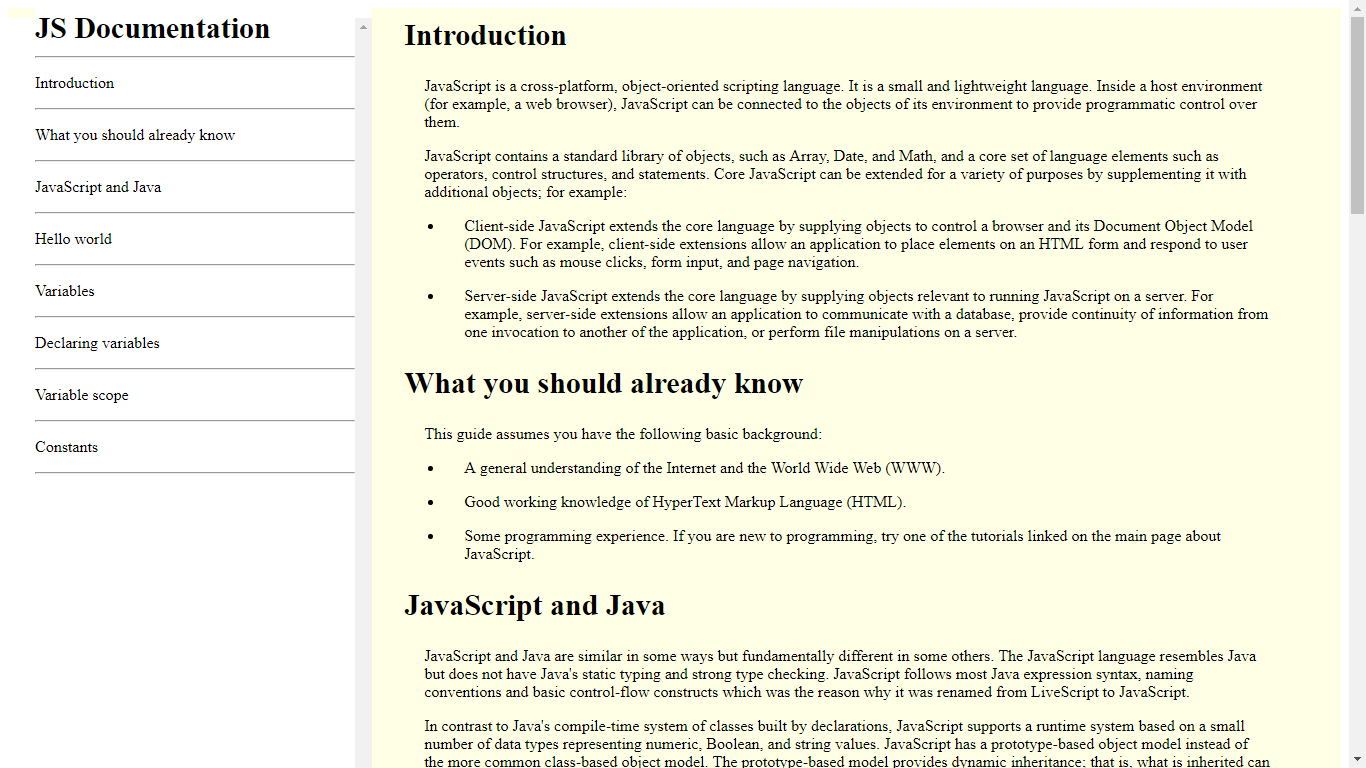 JS Documentation
Introduction
What you should already know
JavaScript and Java
Hello world
Variables
Declaring variables
Variable scope
Constants
Introduction
JavaScript is a cross-platform, object-oriented scripting language. It is a small and lightweight language. Inside a host environment
(for example, a web browser), JavaScript can be connected to the objects of its environment to provide programmatic control over
them.
JavaScript contains a standard library of objects, such as Array, Date, and Math, and a core set of language elements such as
operators, control structures, and statements. Core JavaScript can be extended for a variety of purposes by supplementing it with
additional objects; for example:
• Client-side JavaScript extends the core language by supplying objects to control a browser and its Document Object Model
(DOM). For example, client-side extensions allow an application to place elements on an HTML form and respond to user
events such as mouse clicks, form input, and page navigation.
• Server-side JavaScript extends the core language by supplying objects relevant to running JavaScript on a server. For
example, server-side extensions allow an application to communicate with a database, provide continuity of information from
one invocation to another of the application, or perform file manipulations on a server.
What you should already know
This guide assumes you have the following basic background:
• A general understanding of the Internet and the World Wide Web (WWW).
• Good working knowledge of HyperText Markup Language (HTML).
• Some programming experience. If you are new to programming, try one of the tutorials linked on the main page about
JavaScript.
JavaScript and Java
JavaScript and Java are similar in some ways but fundamentally different in some others. The JavaScript language resembles Java
but does not have Java's static typing and strong type checking. JavaScript follows most Java expression syntax, naming
conventions and basic control-flow constructs which was the reason why it was renamed from LiveScript to JavaScript.
In contrast to Java's compile-time system of classes built by declarations, JavaScript supports a runtime system based on a small
number of data types representing numeric, Boolean, and string values. JavaScript has a prototype-based object model instead of
the more common class-based object model. The prototype-based model provides dynamic inheritance; that is, what is inherited can